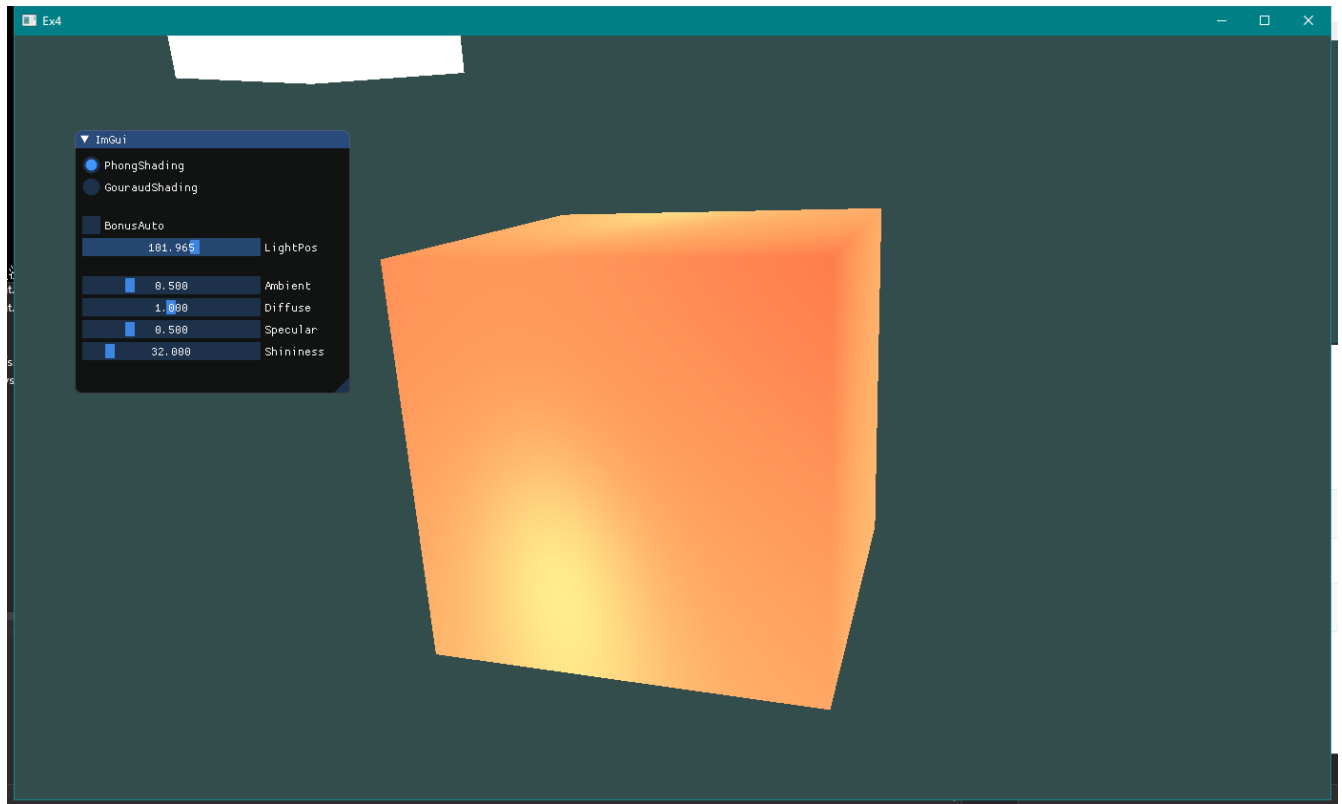 Ex4
ImGui
PhongShading
GouraudShading
BonusAuto
101.965 LightPos
0.500 Ambient
1.000 Diffuse
0.500 Specular
32.000 Shininess